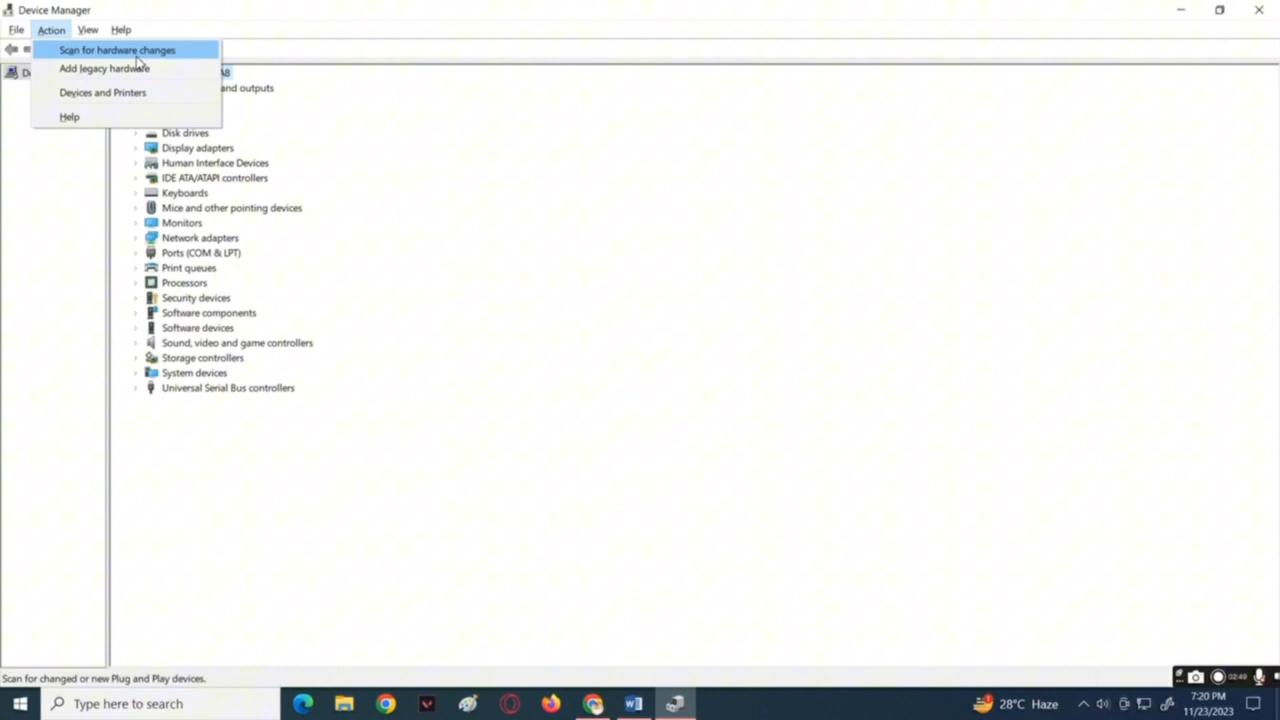 Device Manager
File Action View Help
Scan for hardware changes
Add legacy hardware
Devices and Printers
Help
and outputs
Disk drives
Display adapters
Human Interface Devices
IDE ATA/ATAPI controllers
Keyboards
Mice and other pointing devices
Monitors
Network adapters
Ports (COM & LPT)
Print queues
Processors
Security devices
Software components
Software devices
Sound, video and game controllers
Storage controllers
System devices
Universal Serial Bus controllers
Scan for changed or new Plug and Play devices.
02:49
Type here to search
28°C Haze
7:20 PM
11/23/2023